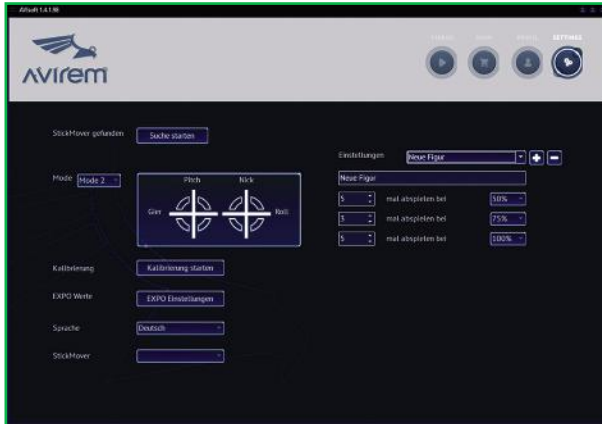 AVIsoft 1.4.1.98
AVIREM
SETTINGS
StickMover gefunden
Suche starten
Mode
Mode 2
Pitch
Nick
Gier
Roll
Kalibrierung
Kalibrierung starten
EXPO Werte
EXPO Einstellungen
Sprache
Deutsch
StickMover
Einstellungen
Neue Figur
Neue Figur
5 mal abspielen bei 50%
3 mal abspielen bei 75%
5 mal abspielen bei 100%